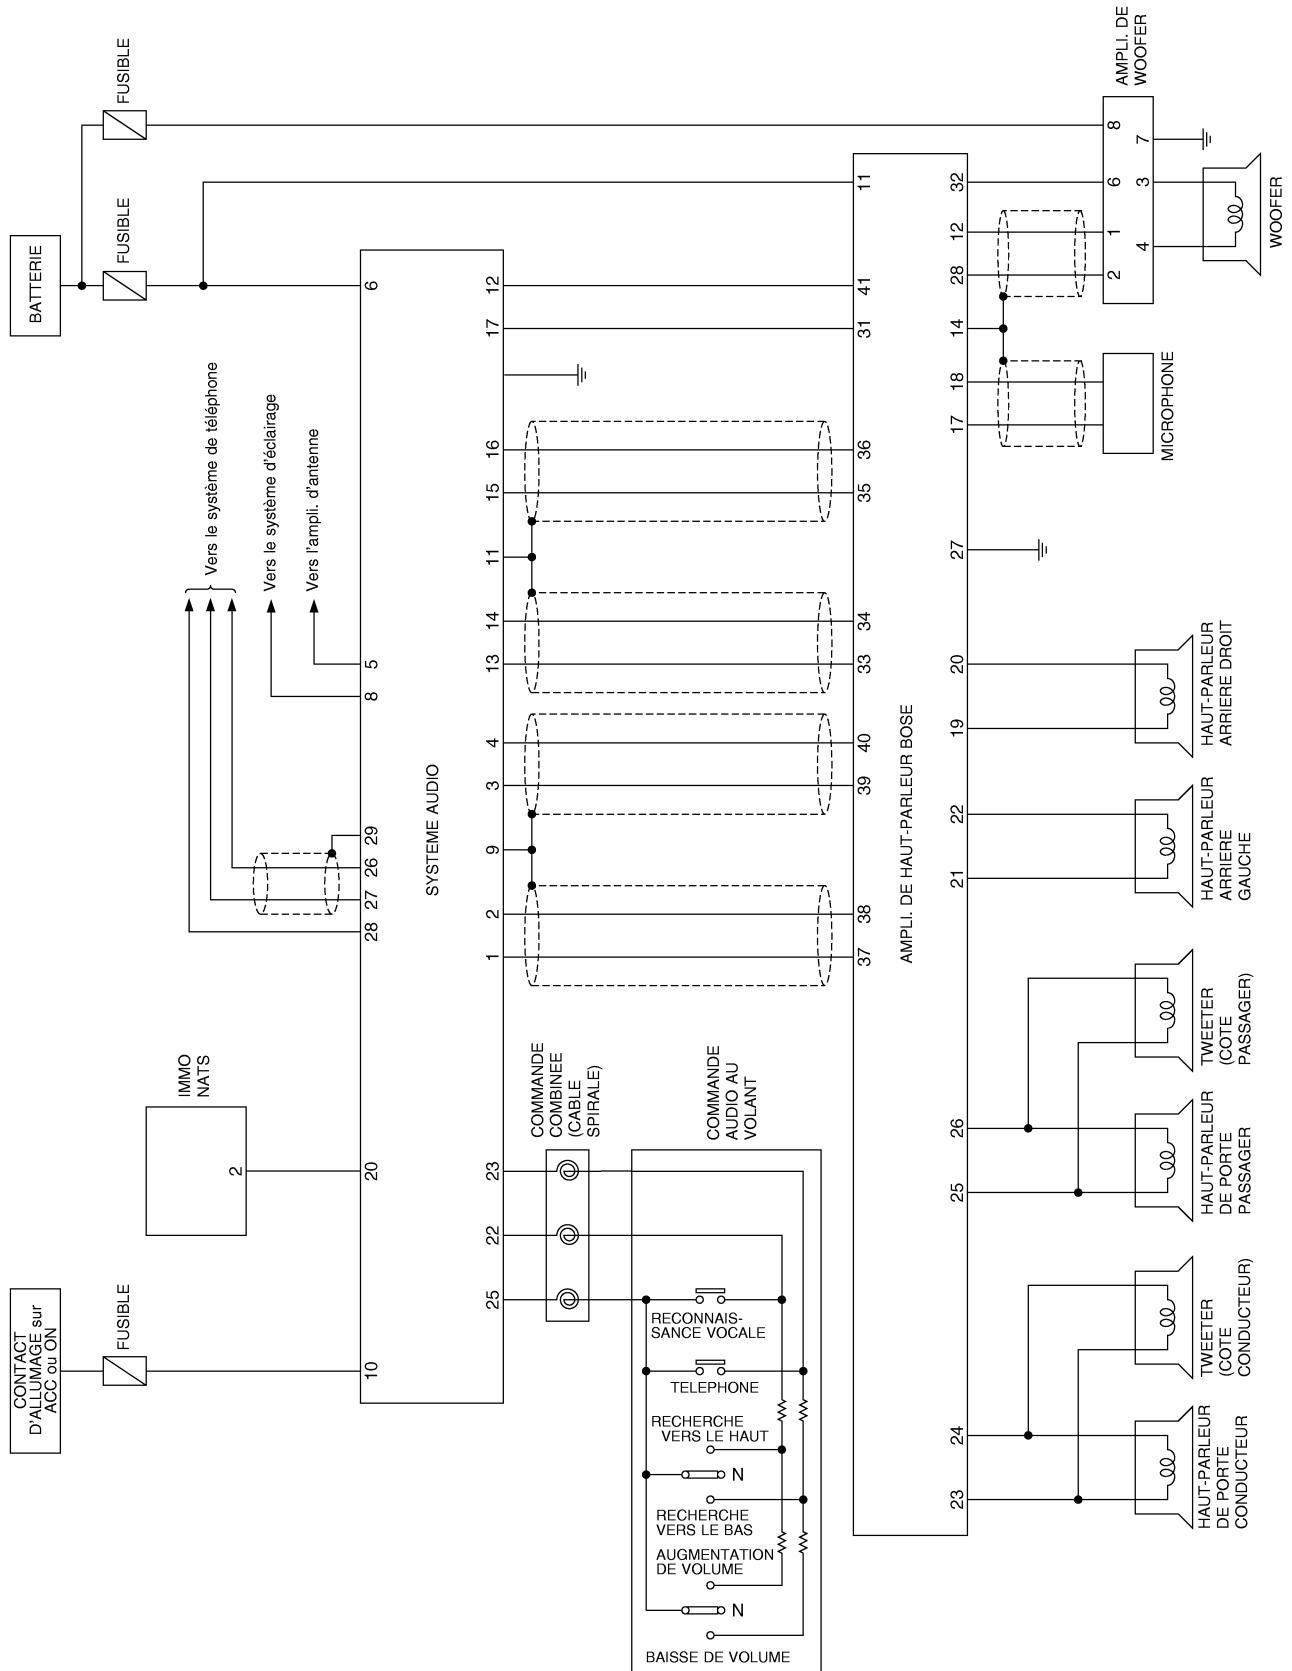 BATTERIE
FUSIBLE
FUSIBLE
CONTACT
D'ALLUMAGE sur
ACC ou ON
FUSIBLE
IMMO
NATS
2
Vers le système de téléphone
Vers le système d'éclairage
Vers l'ampli. d'antenne
10
20
28
27
26
29
8
5
6
SYSTEME AUDIO
25
22
23
1
2
9
3
4
13
14
11
15
16
17
12
COMMANDE
COMBINEE
(CABLE
SPIRALE)
COMMANDE
AUDIO AU
VOLANT
RECONNAIS-
SANCE VOCALE
TELEPHONE
RECHERCHE
VERS LE HAUT
N
RECHERCHE
VERS LE BAS
AUGMENTATION
DE VOLUME
N
BAISSE DE VOLUME
37
38
39
40
33
34
35
36
31
41
11
AMPLI. DE HAUT-PARLEUR BOSE
23
24
25
26
21
22
19
20
27
17
18
14
28
12
32
HAUT-PARLEUR
DE PORTE
CONDUCTEUR
TWEETER
(COTE
CONDUCTEUR)
HAUT-PARLEUR
DE PORTE
PASSAGER
TWEETER
(COTE
PASSAGER)
HAUT-PARLEUR
ARRIERE
GAUCHE
HAUT-PARLEUR
ARRIERE DROIT
MICROPHONE
AMPLI. DE
WOOFER
2
1
6
8
4
3
7
WOOFER